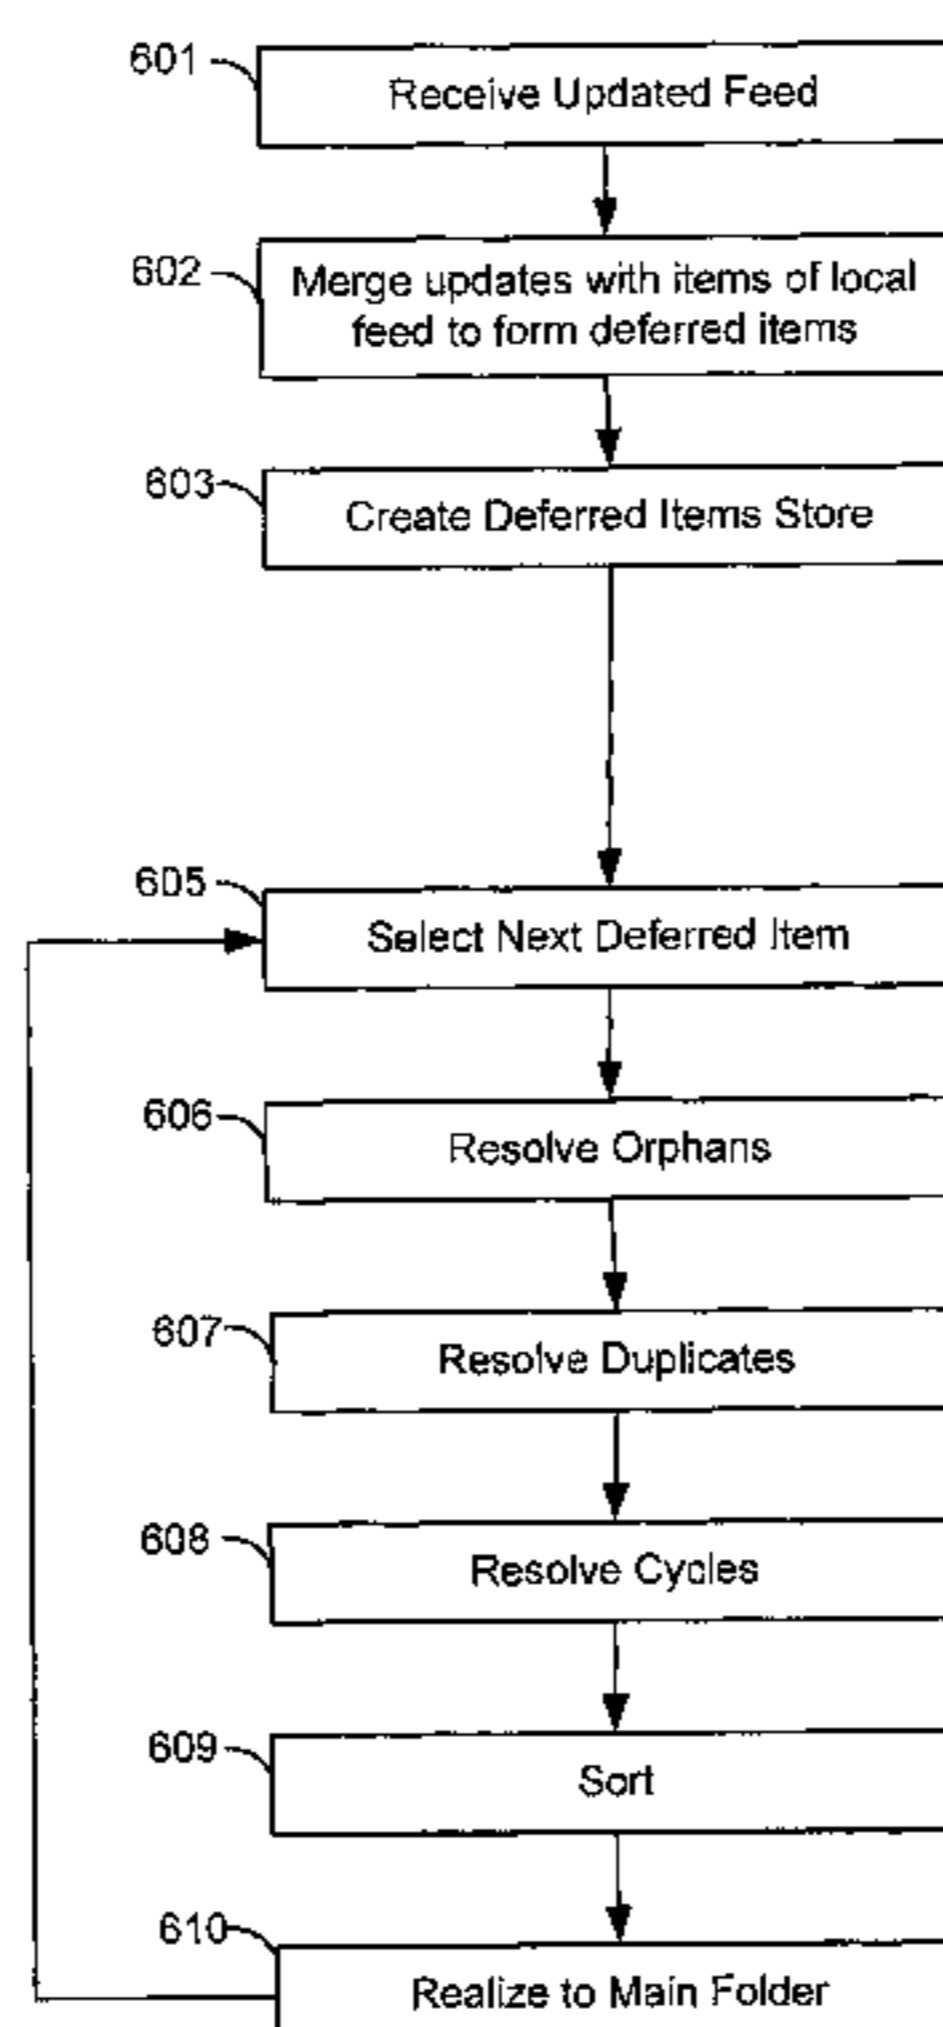 601
Receive Updated Feed
602
Merge updates with items of local
feed to form deferred items
603
Create Deferred Items Store
605
Select Next Deferred Item
606
Resolve Orphans
607
Resolve Duplicates
608
Resolve Cycles
609
Sort
610
Realize to Main Folder